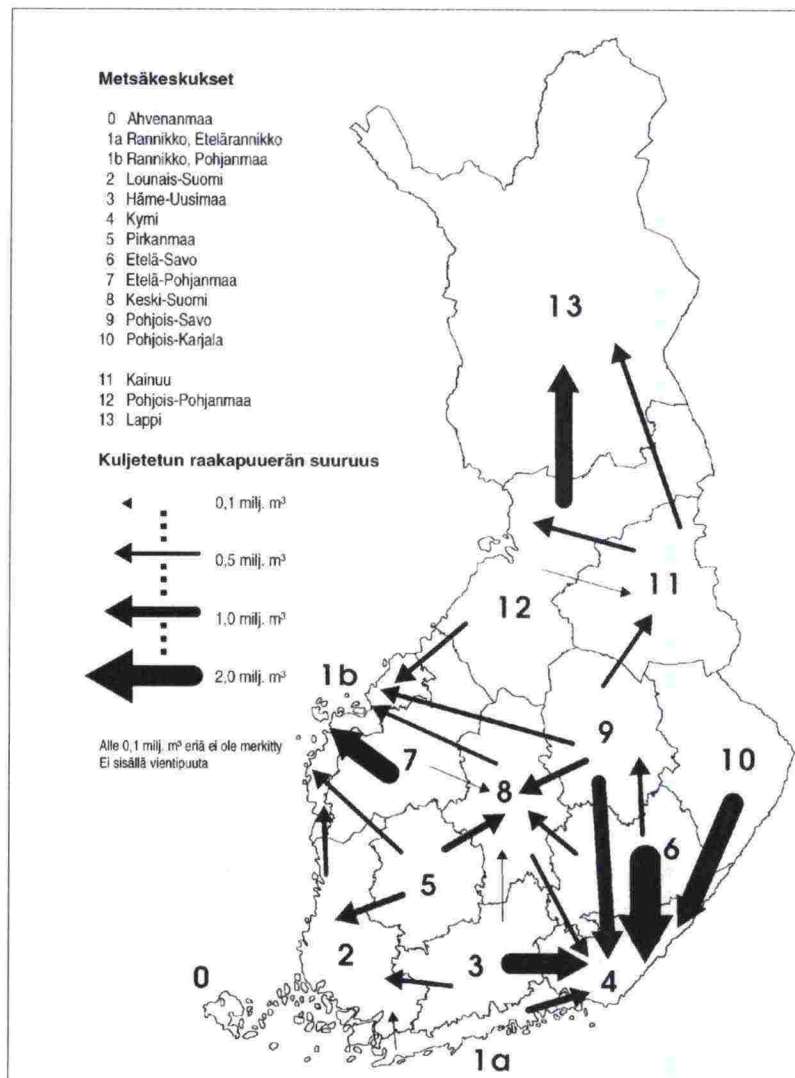 Metsäkeskukset
0 Ahvenanmaa
1a Rannikko, Etelärannikko
1b Rannikko, Pohjanmaa
2 Lounais-Suomi
3 Häme-Uusimaa
4 Kymi
5 Pirkanmaa
6 Etelä-Savo
7 Etelä-Pohjanmaa
8 Keski-Suomi
9 Pohjois-Savo
10 Pohjois-Karjala
11 Kainuu
12 Pohjois-Pohjanmaa
13 Lappi
Kuljetetun raakapuuerän suuruus
0,1 milj. m³
0,5 milj. m³
1,0 milj. m³
2,0 milj. m³
Alle 0,1 milj. m³ eriä ei ole merkitty
Ei sisällä vientipuuta
13
11
12
1b
9
10
7
8
6
5
2
3
0
4
1a